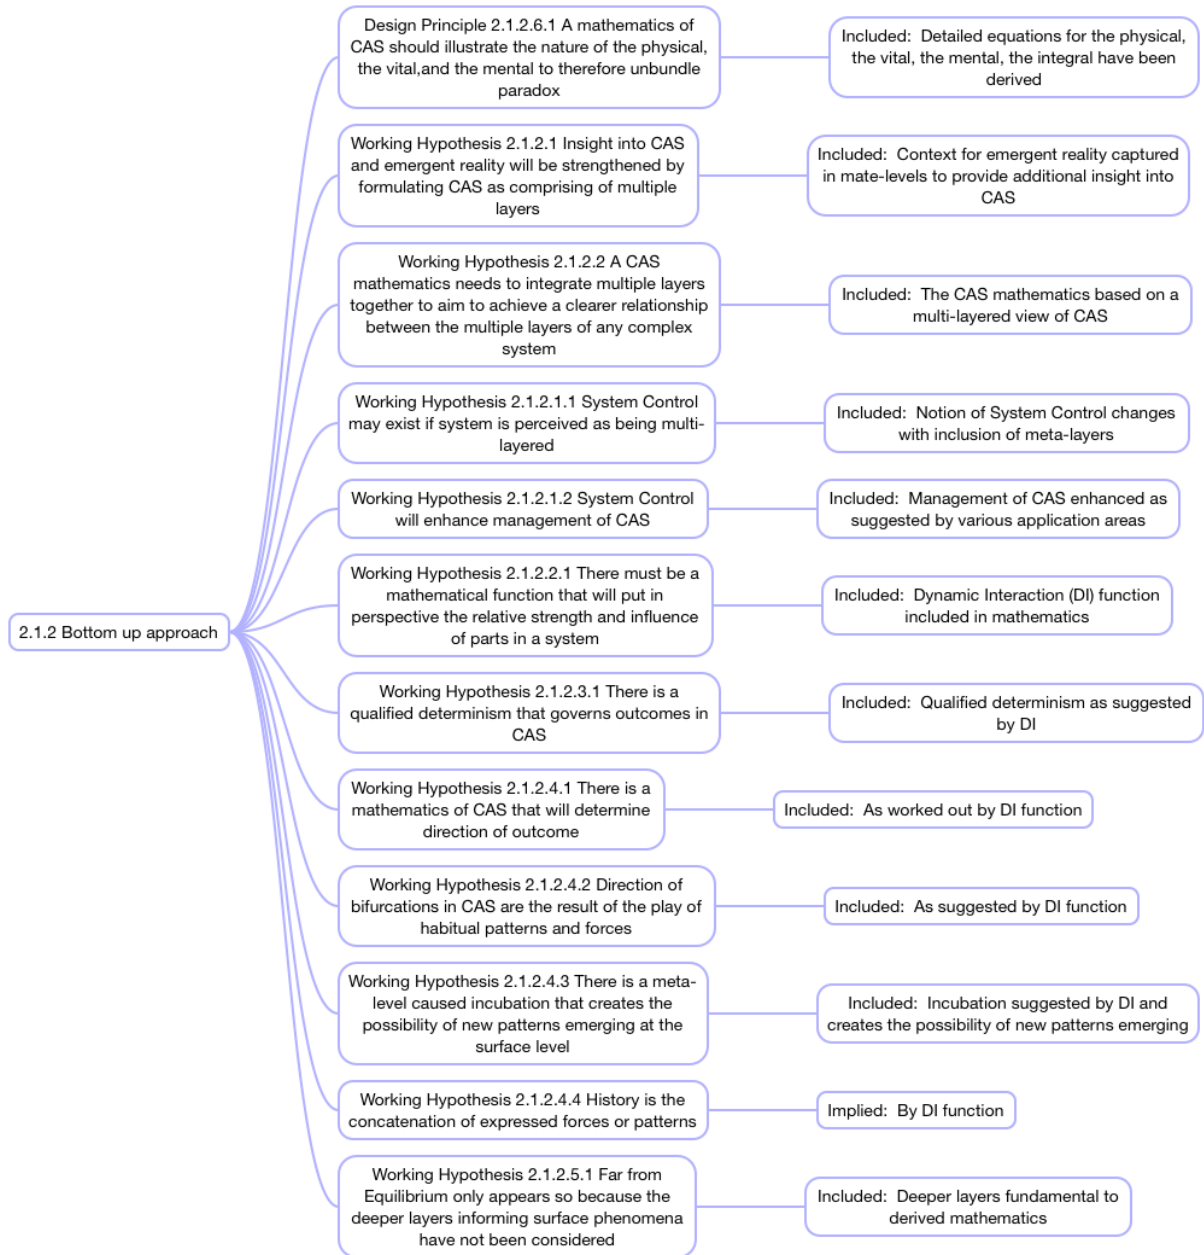 Design Principle 2.1.2.6.1 A mathematics of
CAS should illustrate the nature of the physical,
the vital,and the mental to therefore unbundle
paradox
Included:  Detailed equations for the physical,
the vital, the mental, the integral have been
derived
Working Hypothesis 2.1.2.1 Insight into CAS
and emergent reality will be strengthened by
formulating CAS as comprising of multiple
layers
Included:  Context for emergent reality captured
in mate-levels to provide additional insight into
CAS
Working Hypothesis 2.1.2.2 A CAS
mathematics needs to integrate multiple layers
together to aim to achieve a clearer relationship
between the multiple layers of any complex
system
Included:  The CAS mathematics based on a
multi-layered view of CAS
Working Hypothesis 2.1.2.1.1 System Control
may exist if system is perceived as being multi-
layered
Included:  Notion of System Control changes
with inclusion of meta-layers
Working Hypothesis 2.1.2.1.2 System Control
will enhance management of CAS
Included:  Management of CAS enhanced as
suggested by various application areas
Working Hypothesis 2.1.2.2.1 There must be a
mathematical function that will put in
perspective the relative strength and influence
of parts in a system
Included:  Dynamic Interaction (DI) function
included in mathematics
2.1.2 Bottom up approach
Working Hypothesis 2.1.2.3.1 There is a
qualified determinism that governs outcomes in
CAS
Included:  Qualified determinism as suggested
by DI
Working Hypothesis 2.1.2.4.1 There is a
mathematics of CAS that will determine
direction of outcome
Included:  As worked out by DI function
Working Hypothesis 2.1.2.4.2 Direction of
bifurcations in CAS are the result of the play of
habitual patterns and forces
Included:  As suggested by DI function
Working Hypothesis 2.1.2.4.3 There is a meta-
level caused incubation that creates the
possibility of new patterns emerging at the
surface level
Included:  Incubation suggested by DI and
creates the possibility of new patterns emerging
Working Hypothesis 2.1.2.4.4 History is the
concatenation of expressed forces or patterns
Implied:  By DI function
Working Hypothesis 2.1.2.5.1 Far from
Equilibrium only appears so because the
deeper layers informing surface phenomena
have not been considered
Included:  Deeper layers fundamental to
derived mathematics